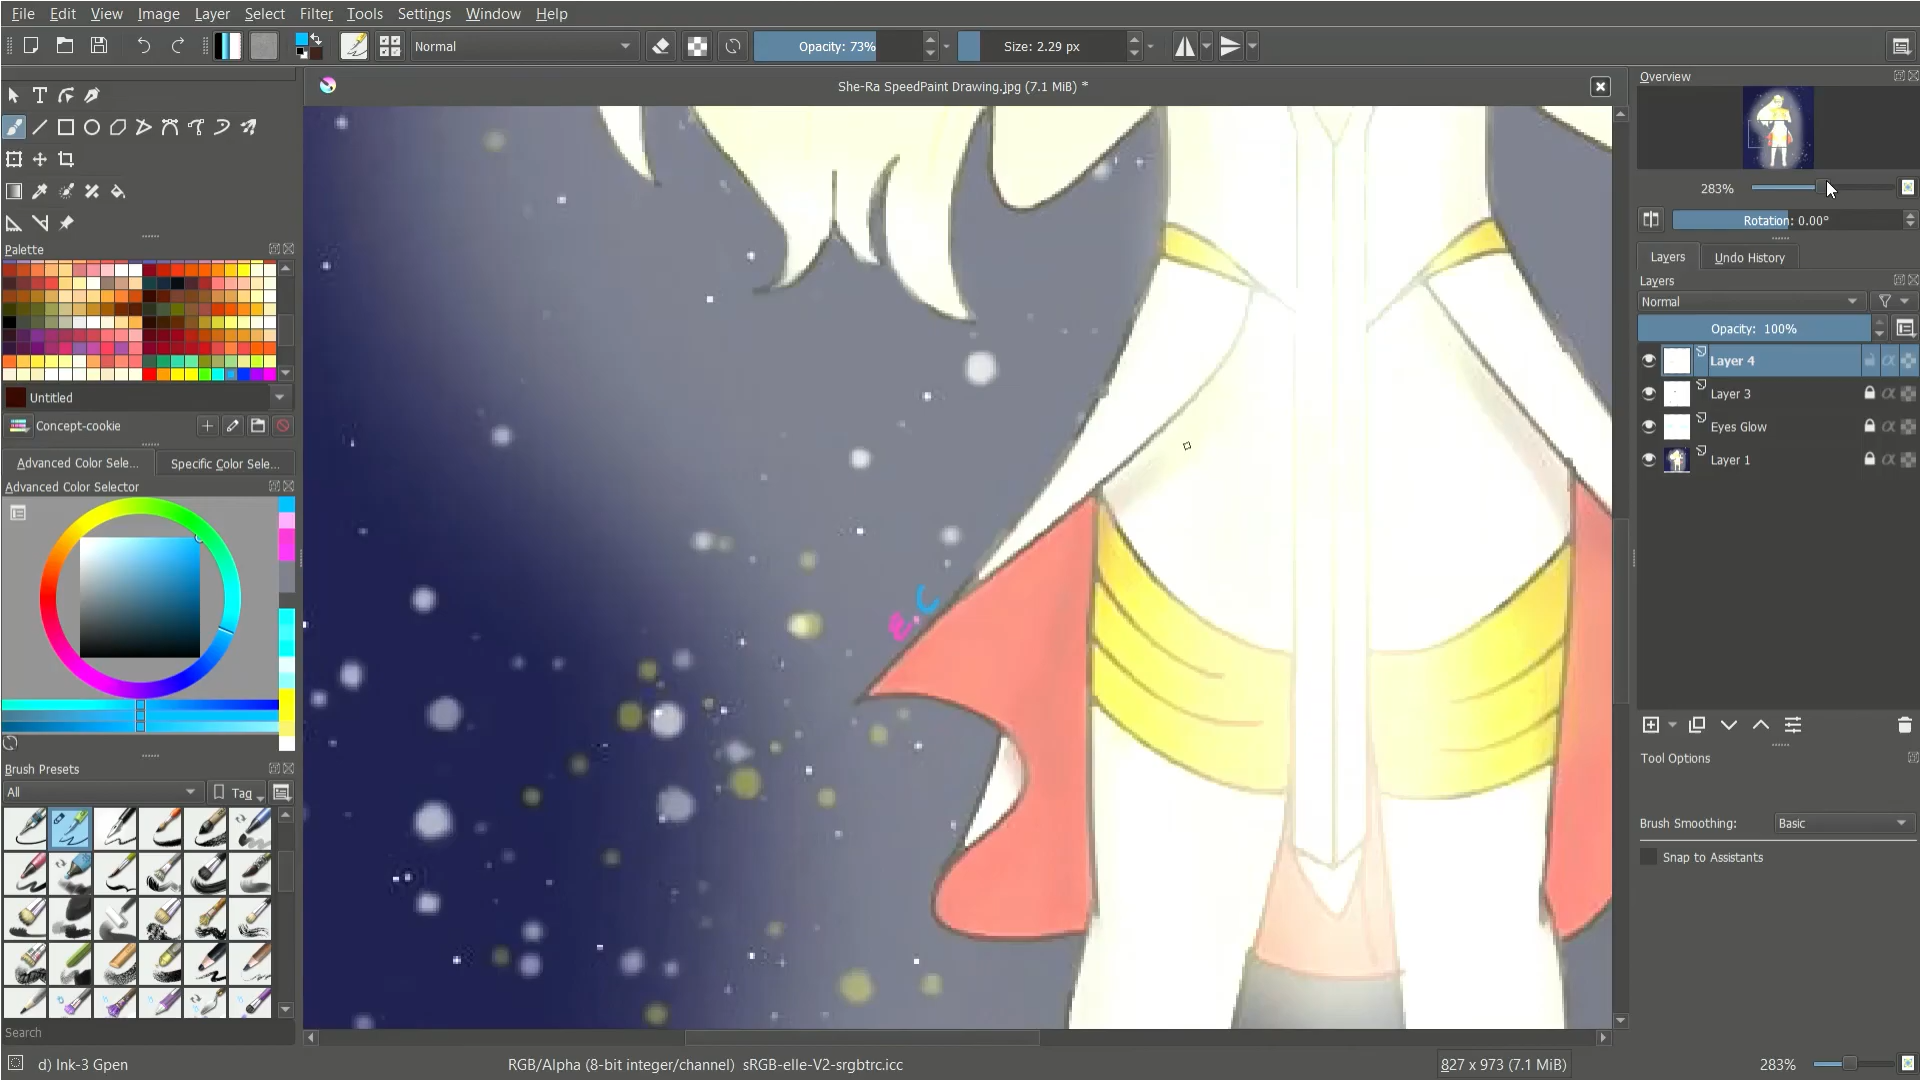 File Edit View Image Layer Select Filter Tools Settings Window Help
Normal Opacity: 73% Size: 2.29 px
She-Ra SpeedPaint Drawing.jpg (7.1 MiB) *
Overview
283%
Rotation: 0.00°
Layers Undo History
Layers
Normal
Opacity: 100%
Layer 4
Layer 3
Eyes Glow
Layer 1
Tool Options
Brush Smoothing: Basic
Snap to Assistants
Palette
Untitled
Concept-cookie
Advanced Color Sele... Specific Color Sele...
Advanced Color Selector
Brush Presets
All Tag
Search
e.C
d) Ink-3 Gpen
RGB/Alpha (8-bit integer/channel) sRGB-elle-V2-srgbtrc.icc
827 x 973 (7.1 MiB)
283%